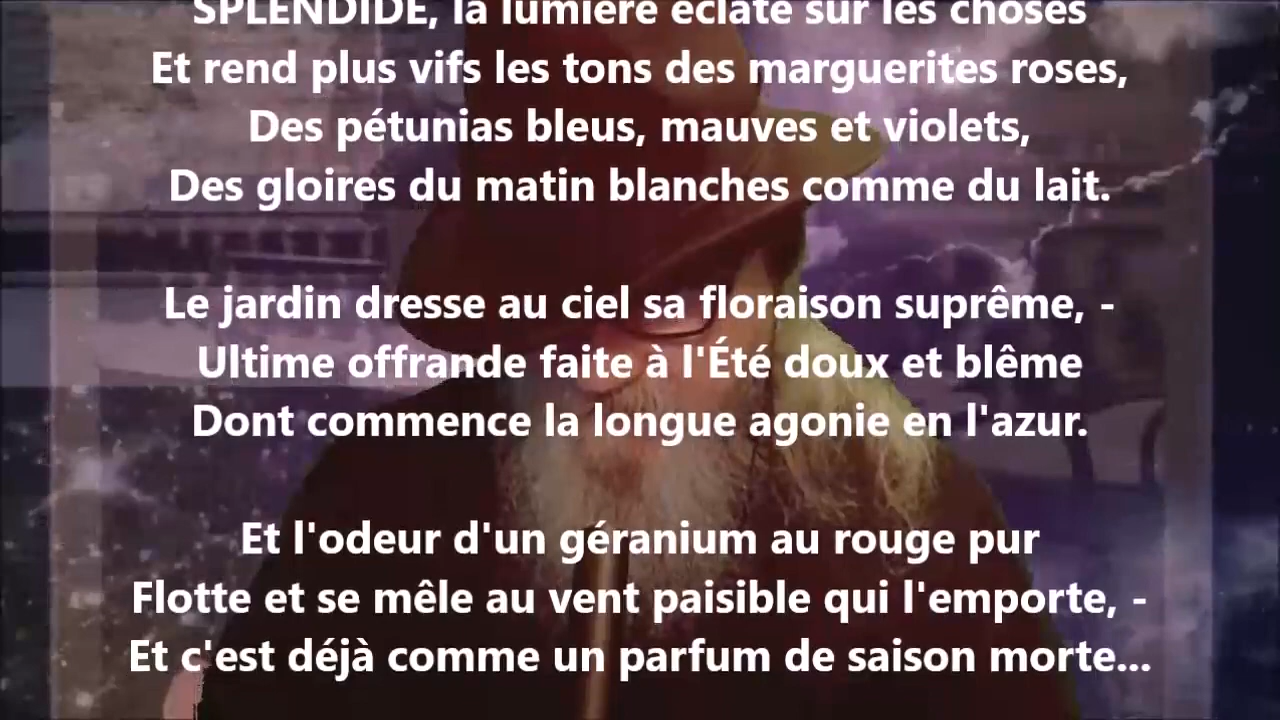 SPLENDIDE, la lumière éclate sur les choses
Et rend plus vifs les tons des marguerites roses,
Des pétunias bleus, mauves et violets,
Des gloires du matin blanches comme du lait.
Le jardin dresse au ciel sa floraison suprême, -
Ultime offrande faite à l'Été doux et blême
Dont commence la longue agonie en l'azur.
Et l'odeur d'un géranium au rouge pur
Flotte et se mêle au vent paisible qui l'emporte, -
Et c'est déjà comme un parfum de saison morte...